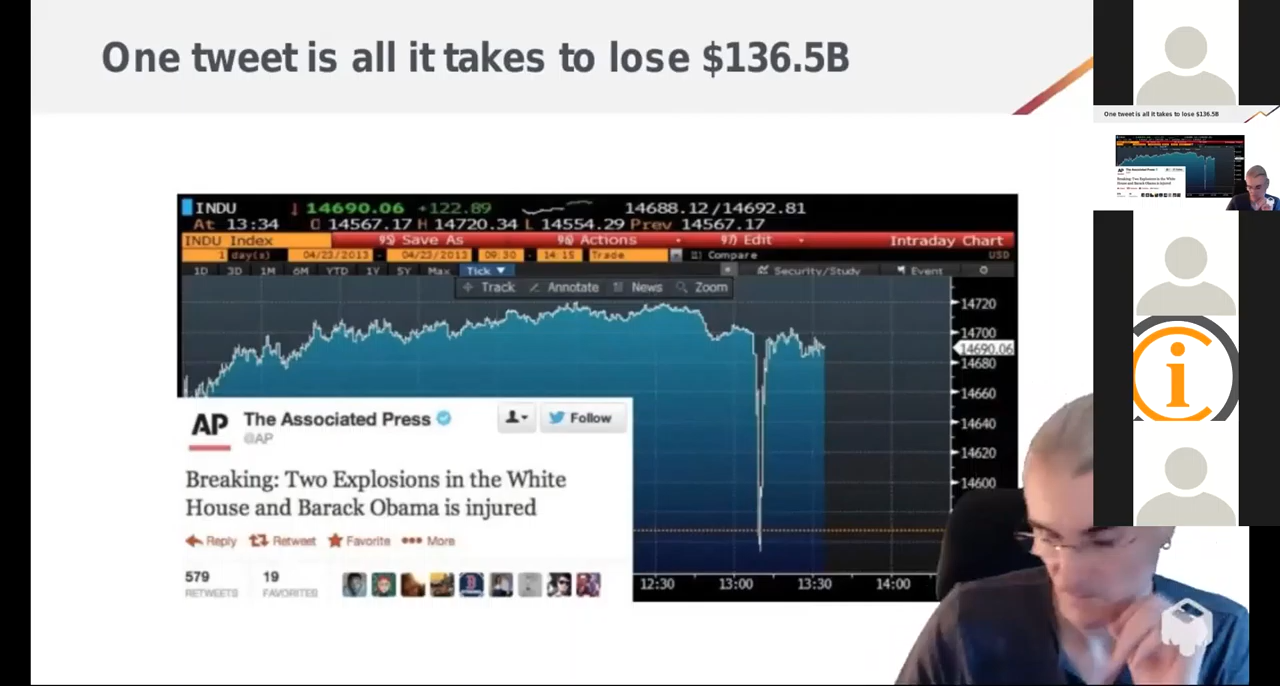 One tweet is all it takes to lose $136.5B
One tweet is all it takes to lose $136.5B
INDU 14690.06 +122.89 14688.12/14692.81
At 13:34 O 14567.17 H 14720.34 L 14554.29 Prev 14567.17
INDU Index 95) Save As 96) Actions 97) Edit Intraday Chart
1 day(s) 04/23/2013 - 04/23/2013 09:30 - 14:15 Trade Compare USD
1D 3D 1M 6M YTD 1Y 5Y Max Tick Security/Study Event
Track Annotate News Zoom
14720
14700
14690.06
14680
14660
14640
14620
14600
12:30 13:00 13:30 14:00
AP The Associated Press
@AP
Follow
Breaking: Two Explosions in the White
House and Barack Obama is injured
Reply Retweet Favorite More
579 19
RETWEETS FAVORITES
i